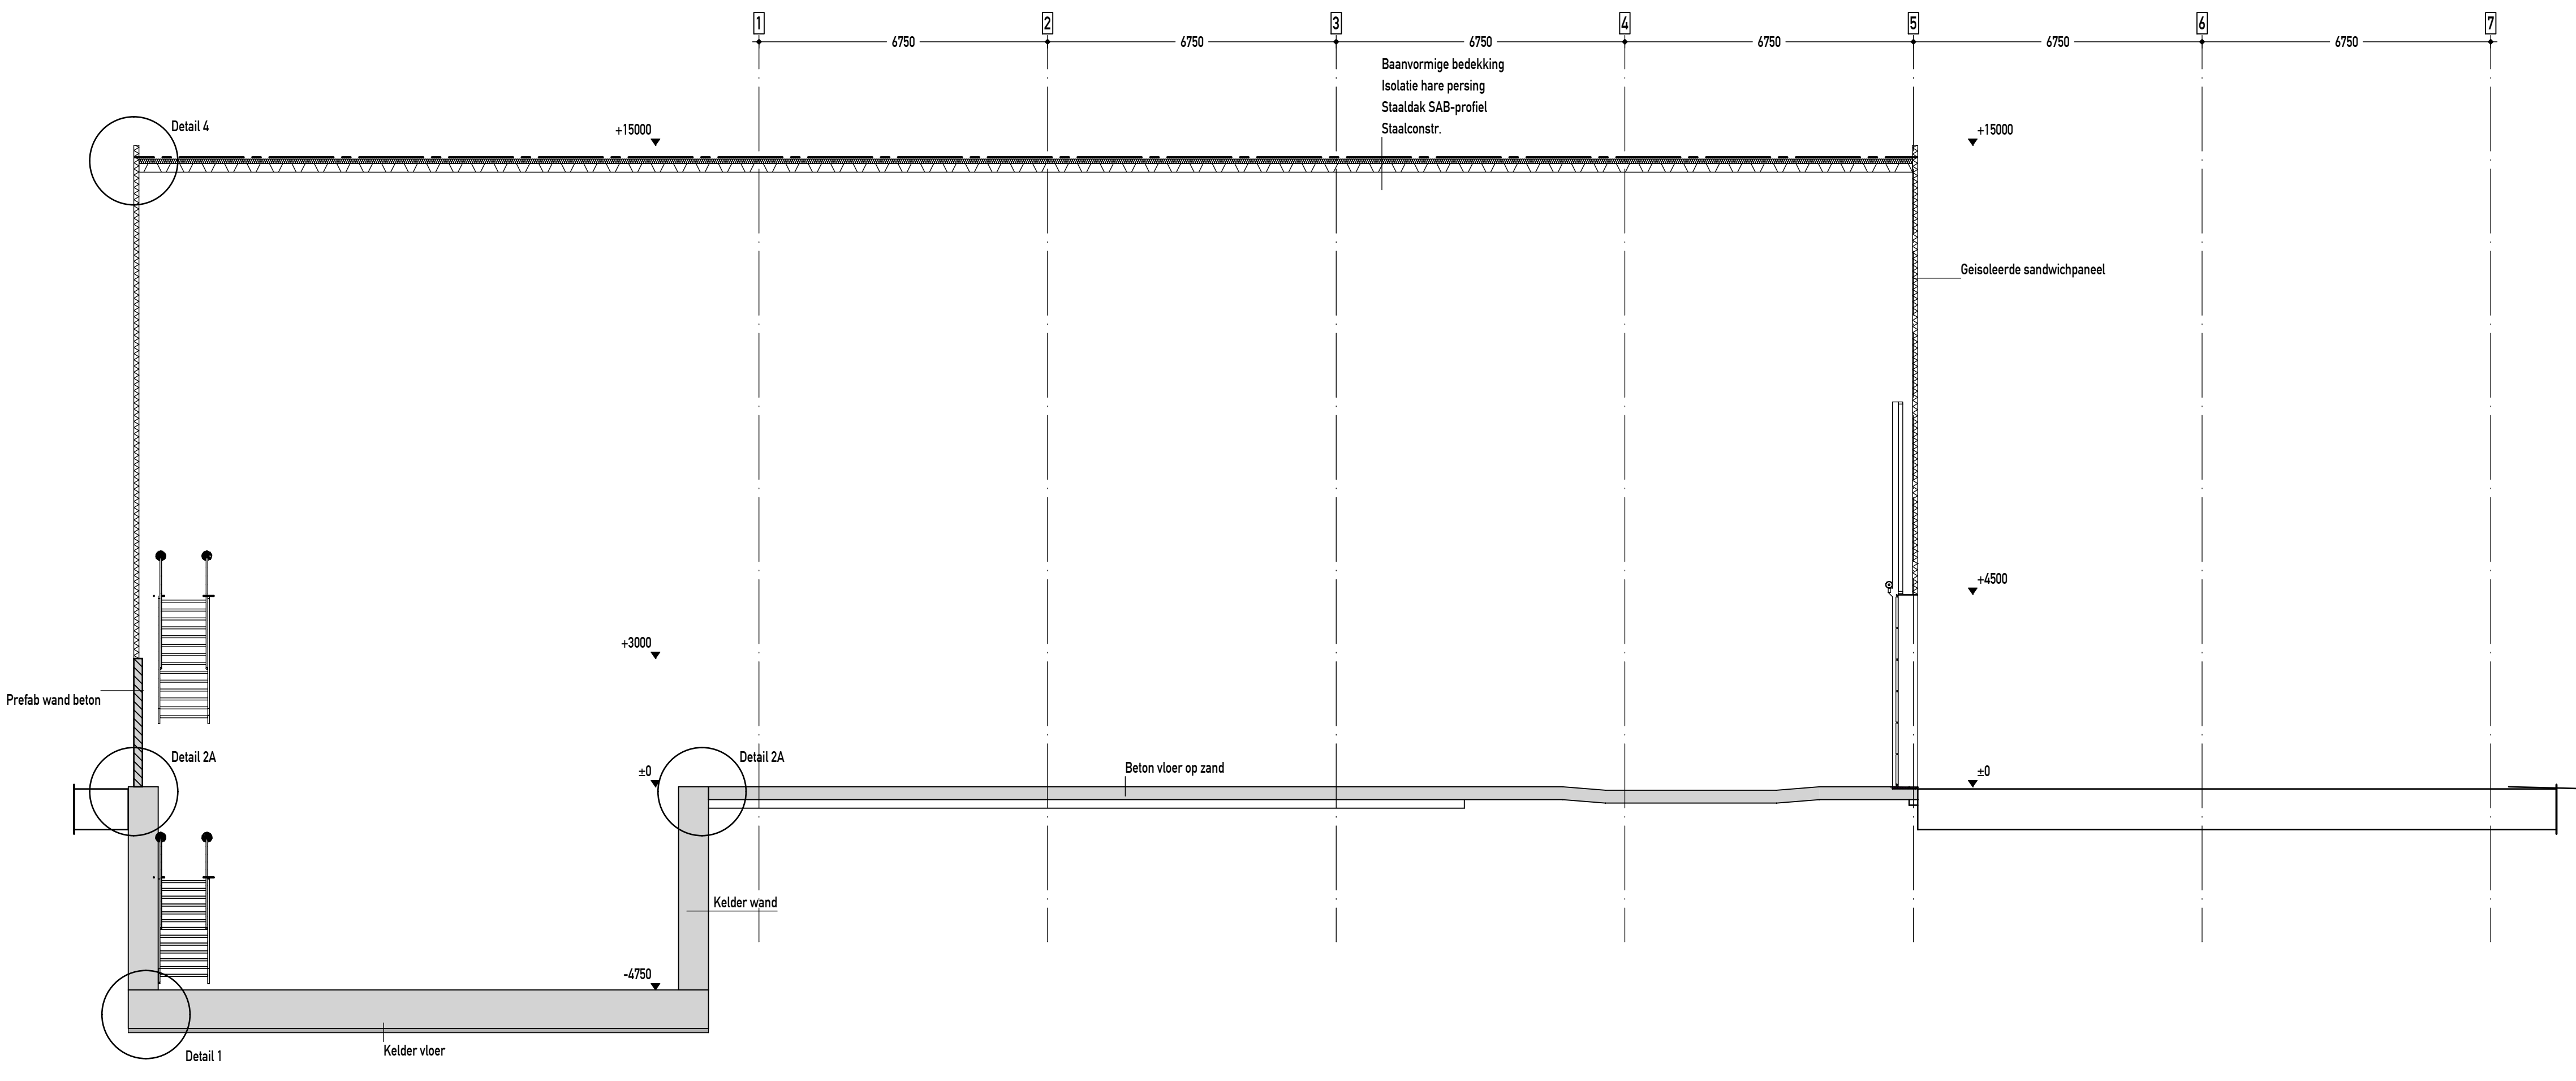 1 2 3 4 5 6 7
6750 6750 6750 6750 6750 6750
Baanvormige bedekking
Isolatie hare persing
Staaldak SAB-profiel
Staalconstr.
Detail 4
+15000
+15000
Geisoleerde sandwichpaneel
+4500
+3000
Prefab wand beton
Detail 2A
Detail 2A
±0
Beton vloer op zand
±0
Kelder wand
-4750
Kelder vloer
Detail 1